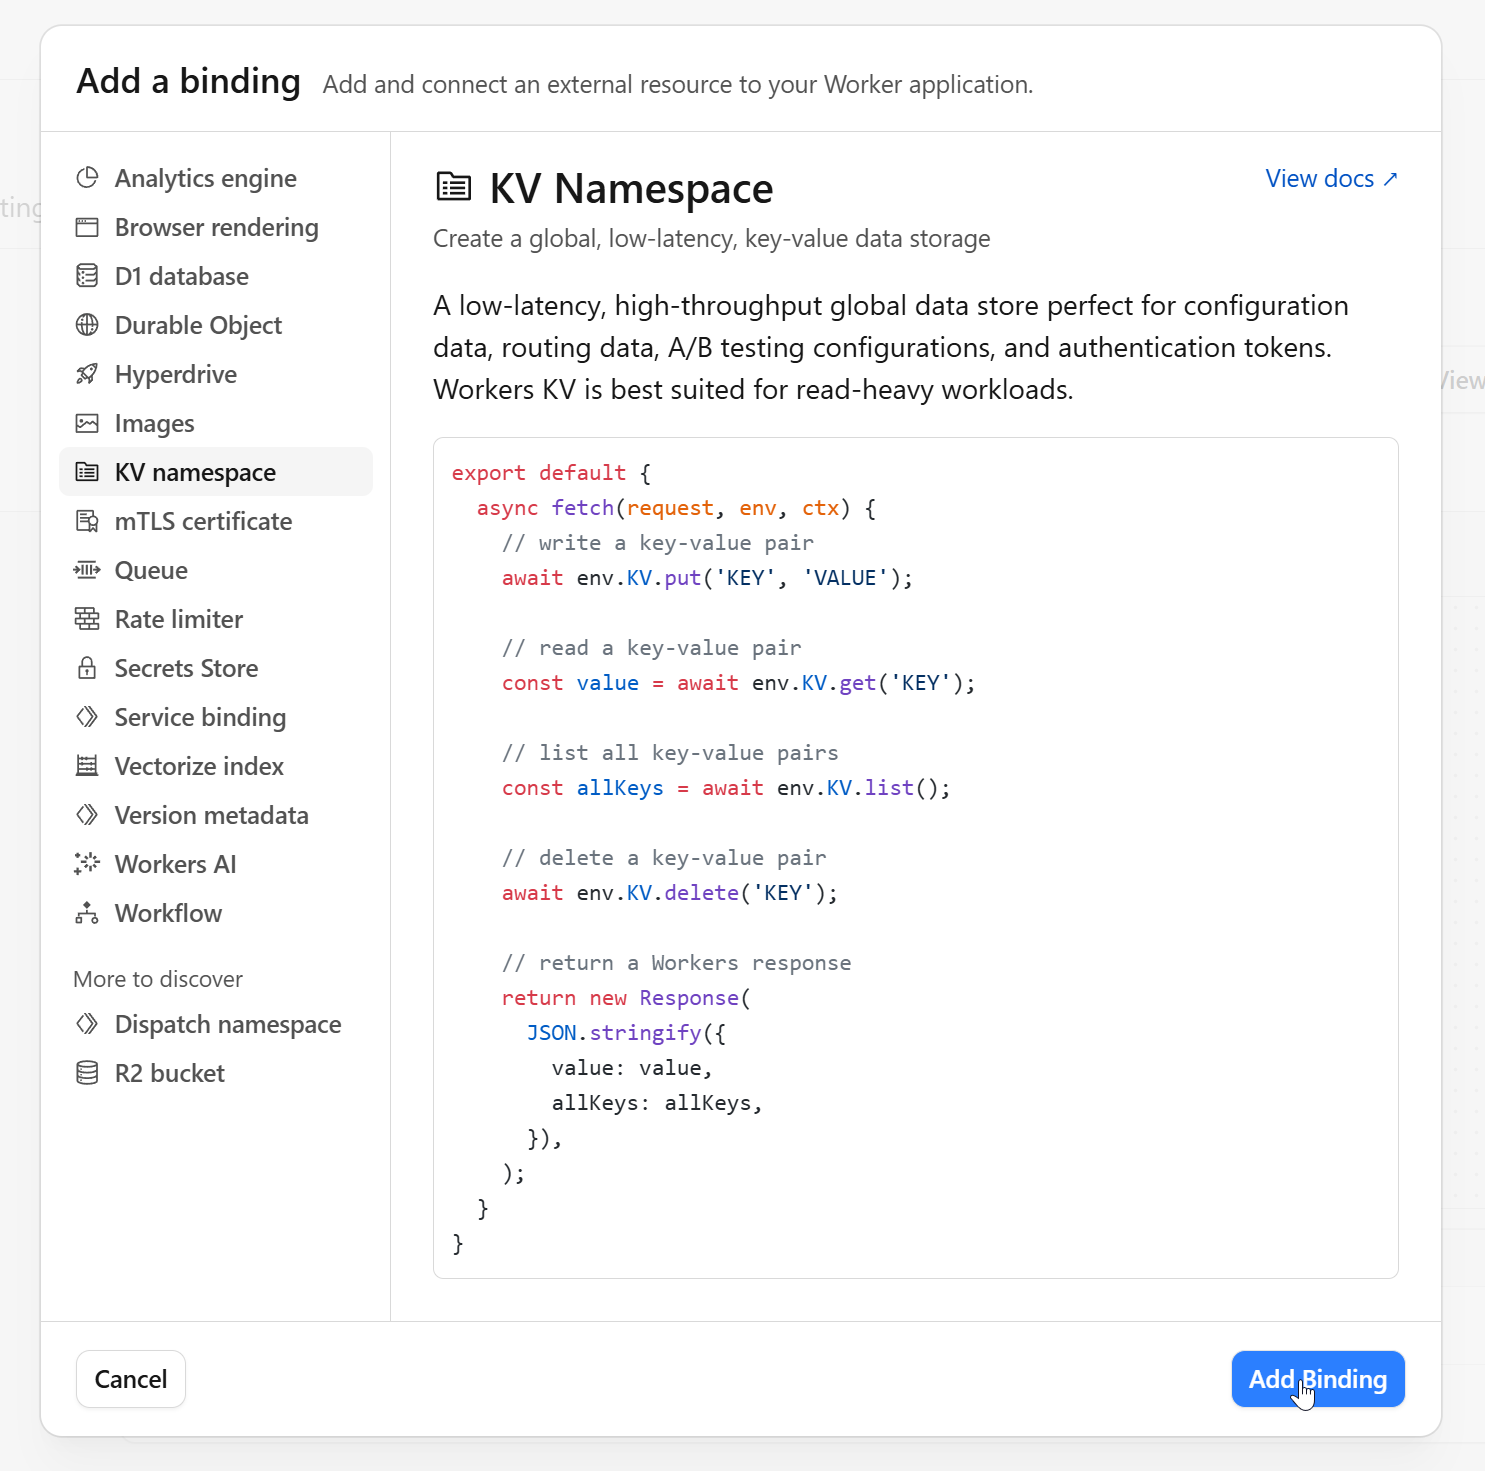 Add a binding Add and connect an external resource to your Worker application.
Analytics engine
Browser rendering
D1 database
Durable Object
Hyperdrive
Images
KV namespace
mTLS certificate
Queue
Rate limiter
Secrets Store
Service binding
Vectorize index
Version metadata
Workers AI
Workflow
More to discover
Dispatch namespace
R2 bucket
KV Namespace
View docs ↗
Create a global, low-latency, key-value data storage
A low-latency, high-throughput global data store perfect for configuration
data, routing data, A/B testing configurations, and authentication tokens.
Workers KV is best suited for read-heavy workloads.
export default {
  async fetch(request, env, ctx) {
    // write a key-value pair
    await env.KV.put('KEY', 'VALUE');

    // read a key-value pair
    const value = await env.KV.get('KEY');

    // list all key-value pairs
    const allKeys = await env.KV.list();

    // delete a key-value pair
    await env.KV.delete('KEY');

    // return a Workers response
    return new Response(
      JSON.stringify({
        value: value,
        allKeys: allKeys,
      }),
    );
  }
}
Cancel
Add Binding
ting
View